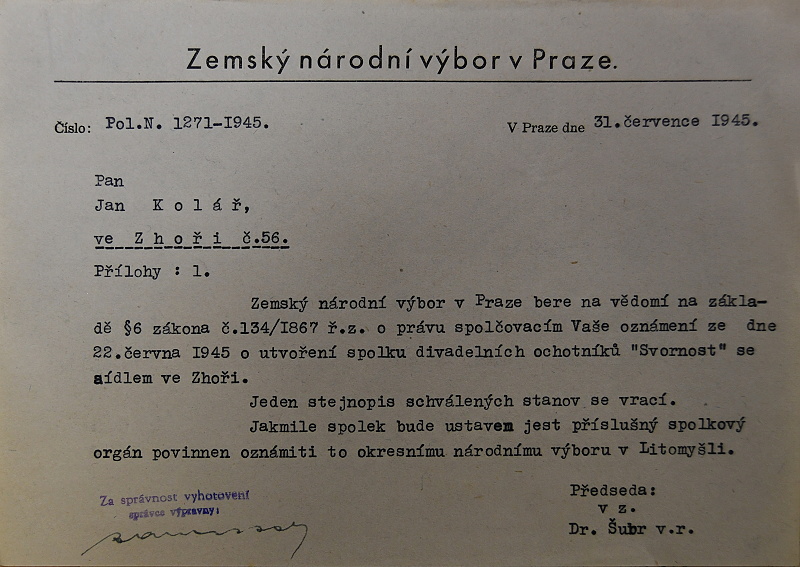 Zemský národní výbor v Praze.
Číslo: Pol.N. 1271-1945.
V Praze dne 31.července 1945.
Pan
Jan K o l á ř,
ve Z h o ř i č.56.
Přílohy : 1.
Zemský národní výbor v Praze bere na vědomí na zákla-
dě §6 zákona č.134/1867 ř.z. o právu spolčovacím Vaše oznámení ze dne
22.června 1945 o utvoření spolku divadelních ochotníků "Svornost" se
sídlem ve Zhoři.
Jeden stejnopis schválených stanov se vrací.
Jakmile spolek bude ustaven jest příslušný spolkový
orgán povinnen oznámiti to okresnímu národnímu výboru v Litomyšli.
Za správnost vyhotovení
správce výpravny:
Předseda:
v z.
Dr. Šubr v.r.